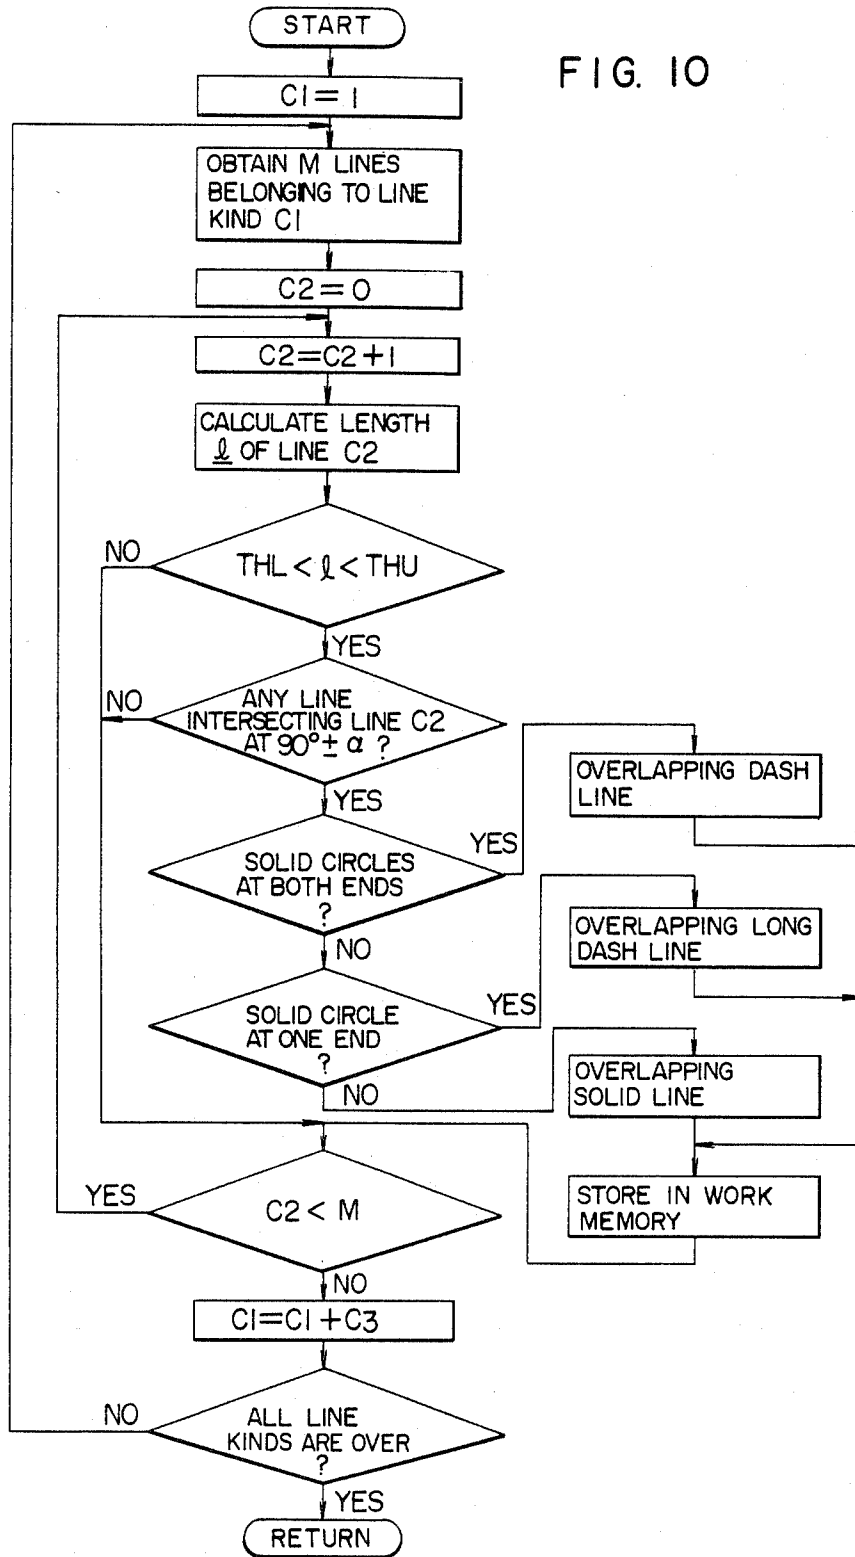 START
FIG. 10
C1=1
OBTAIN M LINES
BELONGING TO LINE
KIND C1
C2=0
C2=C2+1
CALCULATE LENGTH
ℓ OF LINE C2
NO
THL < ℓ < THU
YES
NO
ANY LINE
INTERSECTING LINE C2
AT 90°± α ?
YES
OVERLAPPING DASH
LINE
YES
SOLID CIRCLES
AT BOTH ENDS
?
NO
OVERLAPPING LONG
DASH LINE
YES
SOLID CIRCLE
AT ONE END
?
NO
OVERLAPPING
SOLID LINE
YES
C2 < M
STORE IN WORK
MEMORY
NO
C1=C1+C3
NO
ALL LINE
KINDS ARE OVER
?
YES
RETURN